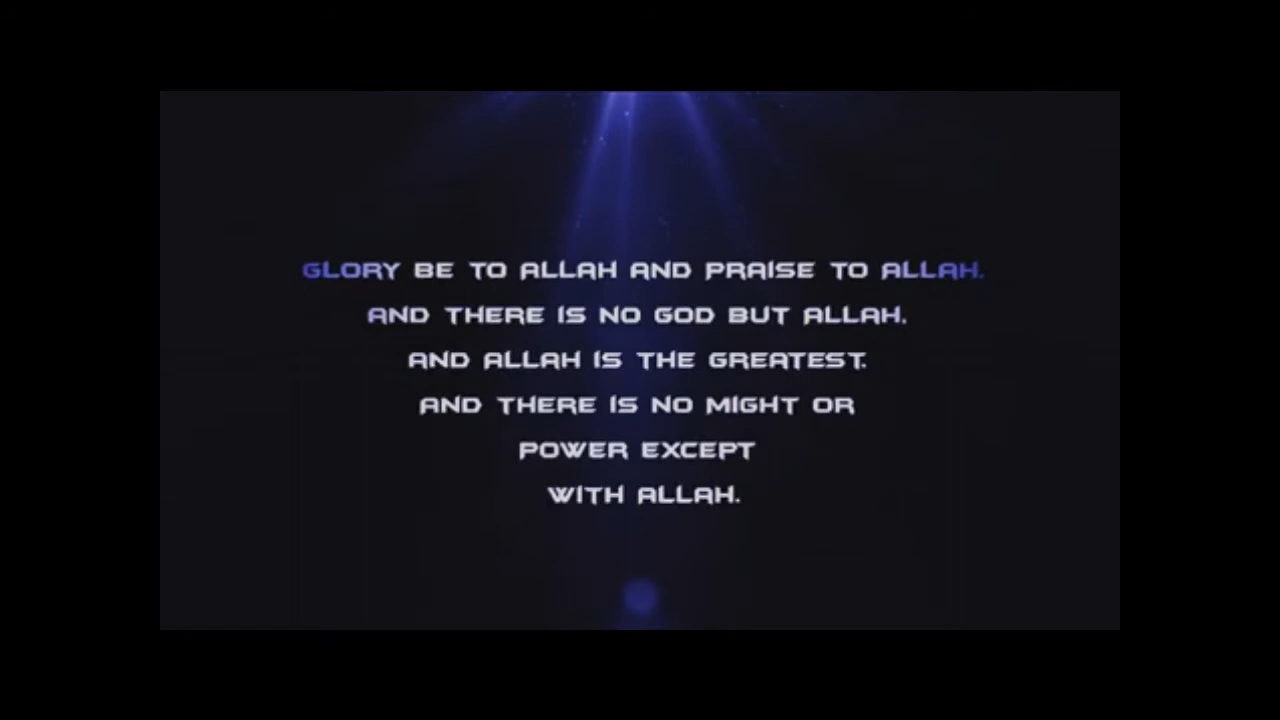 GLORY BE TO ALLAH AND PRAISE TO ALLAH.
AND THERE IS NO GOD BUT ALLAH.
AND ALLAH IS THE GREATEST.
AND THERE IS NO MIGHT OR
POWER EXCEPT
WITH ALLAH.